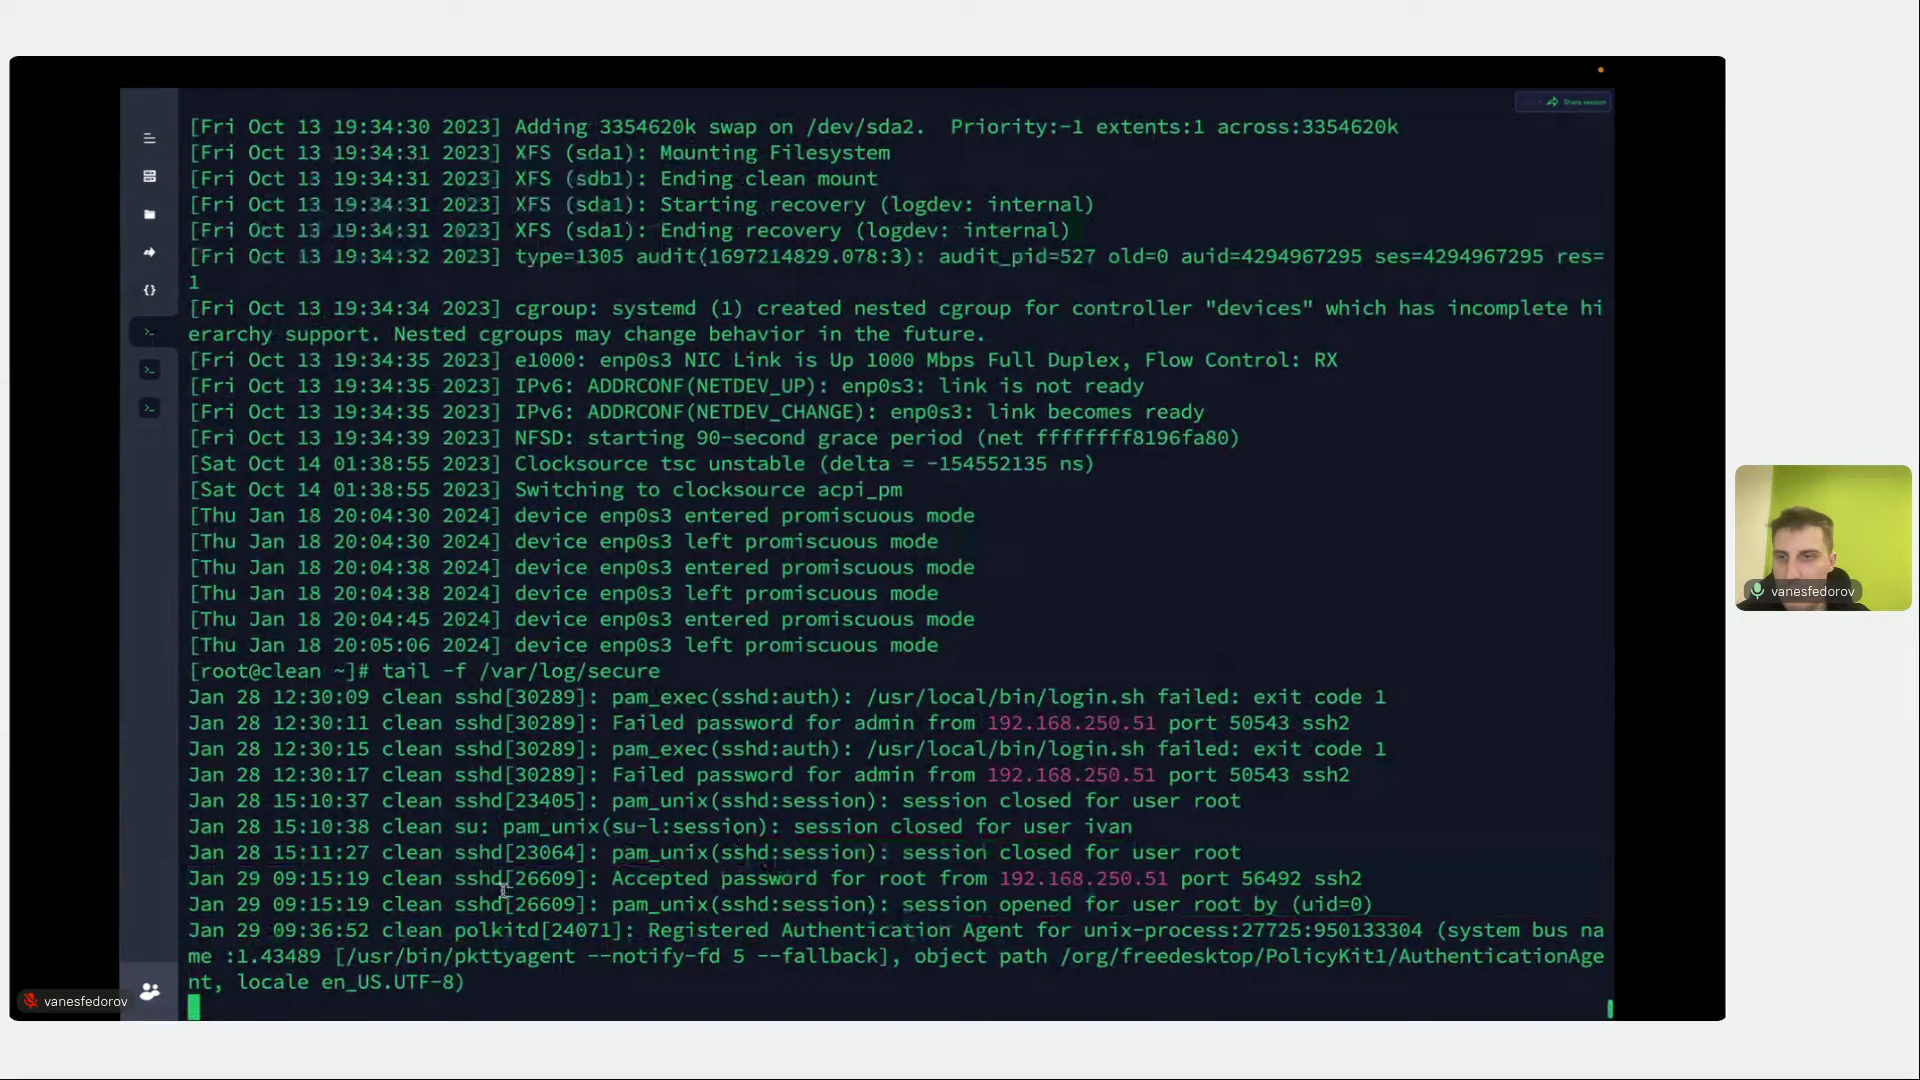 Share session
[Fri Oct 13 19:34:30 2023] Adding 3354620k swap on /dev/sda2.  Priority:-1 extents:1 across:3354620k
[Fri Oct 13 19:34:31 2023] XFS (sda1): Mounting Filesystem
[Fri Oct 13 19:34:31 2023] XFS (sdb1): Ending clean mount
[Fri Oct 13 19:34:31 2023] XFS (sda1): Starting recovery (logdev: internal)
[Fri Oct 13 19:34:31 2023] XFS (sda1): Ending recovery (logdev: internal)
[Fri Oct 13 19:34:32 2023] type=1305 audit(1697214829.078:3): audit_pid=527 old=0 auid=4294967295 ses=4294967295 res=
1
[Fri Oct 13 19:34:34 2023] cgroup: systemd (1) created nested cgroup for controller "devices" which has incomplete hi
erarchy support. Nested cgroups may change behavior in the future.
[Fri Oct 13 19:34:35 2023] e1000: enp0s3 NIC Link is Up 1000 Mbps Full Duplex, Flow Control: RX
[Fri Oct 13 19:34:35 2023] IPv6: ADDRCONF(NETDEV_UP): enp0s3: link is not ready
[Fri Oct 13 19:34:35 2023] IPv6: ADDRCONF(NETDEV_CHANGE): enp0s3: link becomes ready
[Fri Oct 13 19:34:39 2023] NFSD: starting 90-second grace period (net ffffffff8196fa80)
[Sat Oct 14 01:38:55 2023] Clocksource tsc unstable (delta = -154552135 ns)
[Sat Oct 14 01:38:55 2023] Switching to clocksource acpi_pm
[Thu Jan 18 20:04:30 2024] device enp0s3 entered promiscuous mode
[Thu Jan 18 20:04:30 2024] device enp0s3 left promiscuous mode
[Thu Jan 18 20:04:38 2024] device enp0s3 entered promiscuous mode
[Thu Jan 18 20:04:38 2024] device enp0s3 left promiscuous mode
[Thu Jan 18 20:04:45 2024] device enp0s3 entered promiscuous mode
[Thu Jan 18 20:05:06 2024] device enp0s3 left promiscuous mode
[root@clean ~]# tail -f /var/log/secure
Jan 28 12:30:09 clean sshd[30289]: pam_exec(sshd:auth): /usr/local/bin/login.sh failed: exit code 1
Jan 28 12:30:11 clean sshd[30289]: Failed password for admin from 192.168.250.51 port 50543 ssh2
Jan 28 12:30:15 clean sshd[30289]: pam_exec(sshd:auth): /usr/local/bin/login.sh failed: exit code 1
Jan 28 12:30:17 clean sshd[30289]: Failed password for admin from 192.168.250.51 port 50543 ssh2
Jan 28 15:10:37 clean sshd[23405]: pam_unix(sshd:session): session closed for user root
Jan 28 15:10:38 clean su: pam_unix(su-l:session): session closed for user ivan
Jan 28 15:11:27 clean sshd[23064]: pam_unix(sshd:session): session closed for user root
Jan 29 09:15:19 clean sshd[26609]: Accepted password for root from 192.168.250.51 port 56492 ssh2
Jan 29 09:15:19 clean sshd[26609]: pam_unix(sshd:session): session opened for user root by (uid=0)
Jan 29 09:36:52 clean polkitd[24071]: Registered Authentication Agent for unix-process:27725:950133304 (system bus na
me :1.43489 [/usr/bin/pkttyagent --notify-fd 5 --fallback], object path /org/freedesktop/PolicyKit1/AuthenticationAge
nt, locale en_US.UTF-8)
vanesfedorov
vanesfedorov